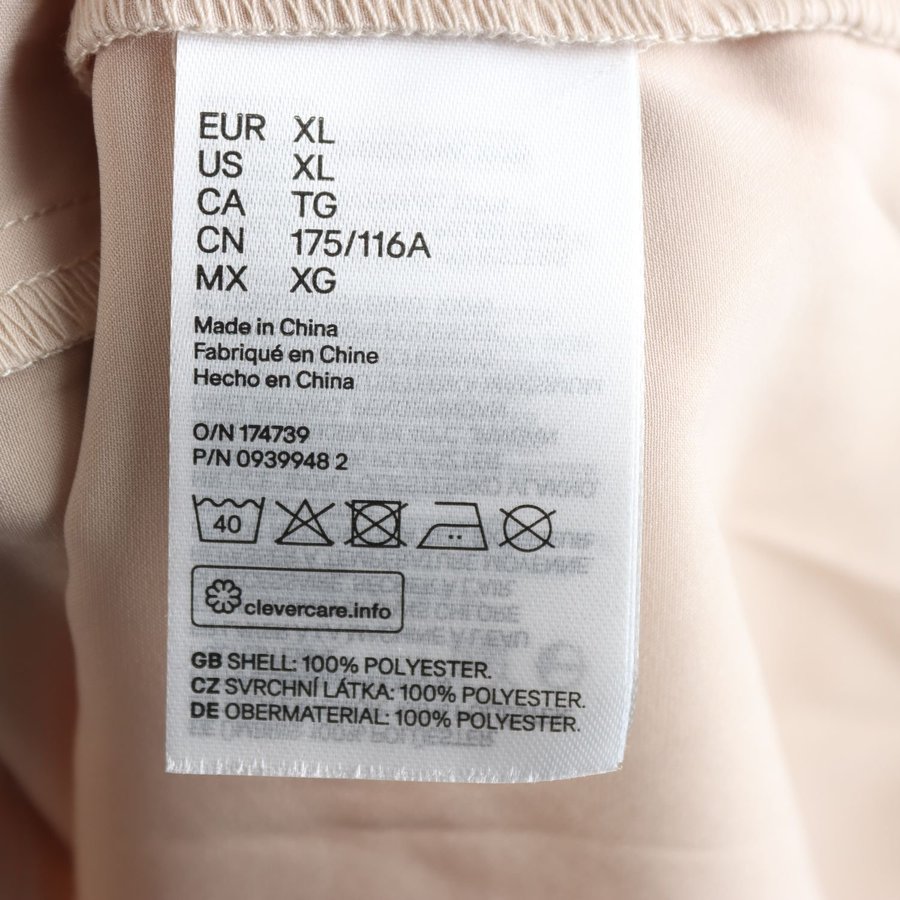 EUR XL
US XL
CA TG
CN 175/116A
MX XG
Made in China
Fabriqué en Chine
Hecho en China
O/N 174739
P/N 0939948 2
40
clevercare.info
GB SHELL: 100% POLYESTER.
CZ SVRCHNÍ LÁTKA: 100% POLYESTER.
DE OBERMATERIAL: 100% POLYESTER.